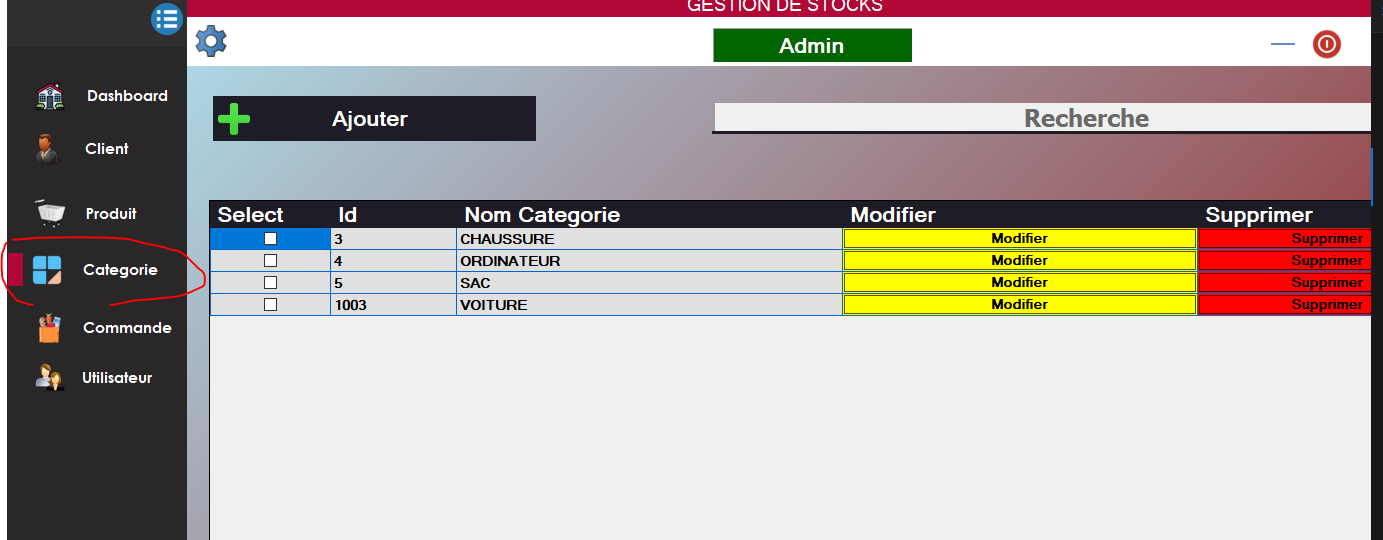 GESTION DE STOCKS
Admin
Dashboard
Client
Produit
Categorie
Commande
Utilisateur
Ajouter
Recherche
Select Id Nom Categorie Modifier Supprimer
3 CHAUSSURE Modifier Supprimer
4 ORDINATEUR Modifier Supprimer
5 SAC Modifier Supprimer
1003 VOITURE Modifier Supprimer